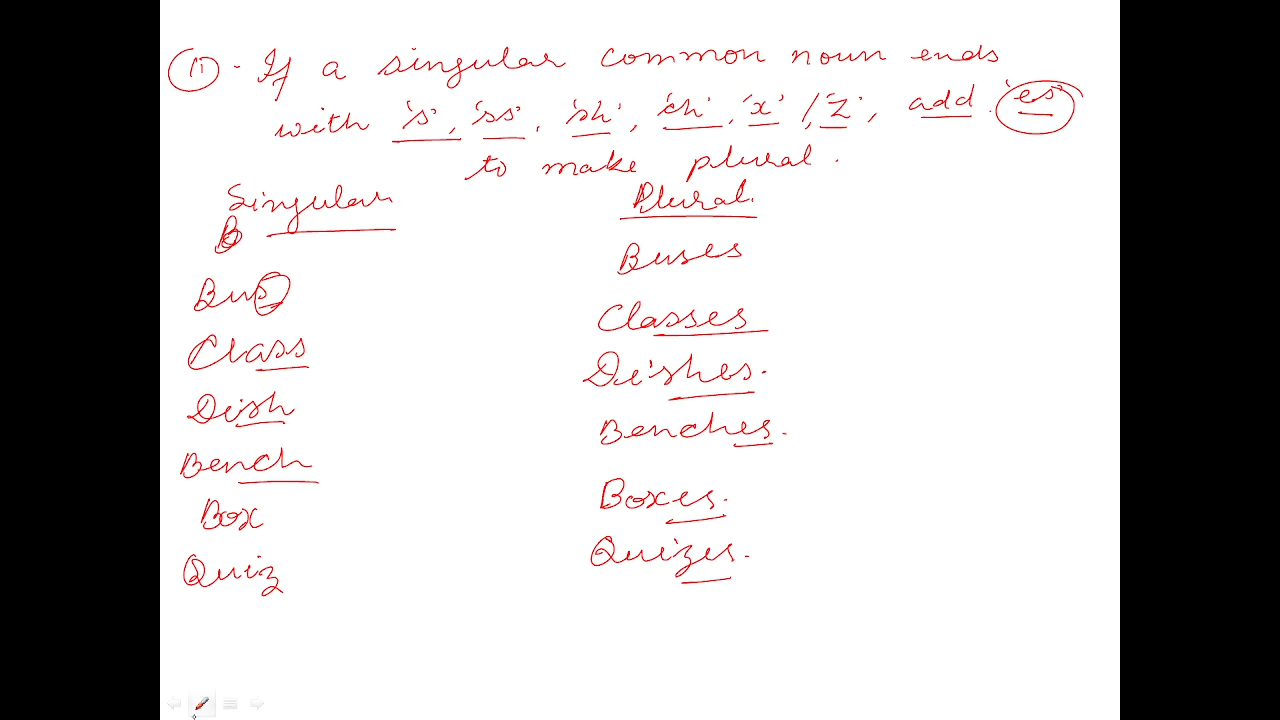 (II) - If a singular common noun ends
with 's', 'ss', 'sh', 'ch', 'x' /, 'z', add 'es'
to make plural.
Singular Plural.
B
Buses
Bus
Classes
Class
Dishes.
Dish
Benches.
Bench
Boxes.
Box
Quizes.
Quiz